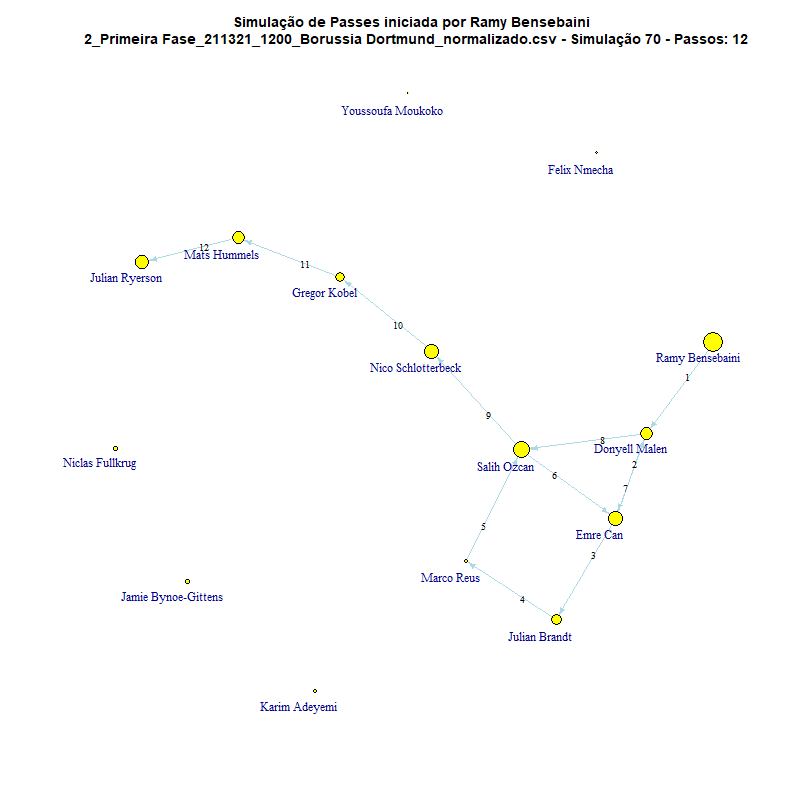 Simulação de Passes iniciada por Ramy Bensebaini
2_Primeira Fase_211321_1200_Borussia Dortmund_normalizado.csv - Simulação 70 - Passos: 12
Youssoufa Moukoko
Felix Nmecha
12
Mats Hummels
11
Julian Ryerson
Gregor Kobel
10
Ramy Bensebaini
Nico Schlotterbeck
1
9
8
Donyell Malen
Niclas Fullkrug
Salih Ozcan
2
6
7
5
Emre Can
3
Marco Reus
Jamie Bynoe-Gittens
4
Julian Brandt
Karim Adeyemi